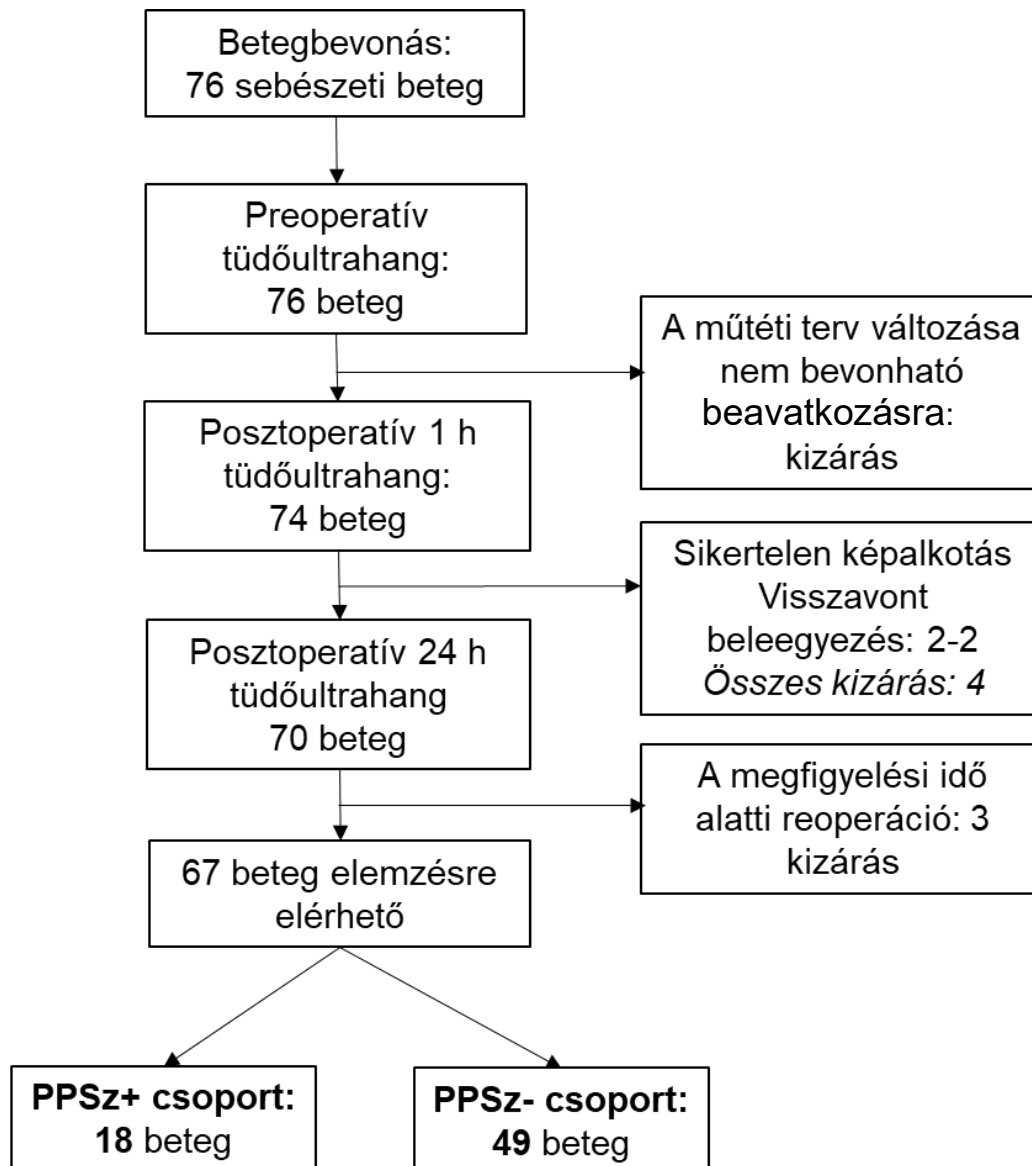 Betegbevonás:
76 sebészeti beteg
Preoperatív
tüdőultrahang:
76 beteg
A műtéti terv változása
nem bevonható
beavatkozásra:
kizárás
Posztoperatív 1 h
tüdőultrahang:
74 beteg
Sikertelen képalkotás
Visszavont
beleegyezés: 2-2
Összes kizárás: 4
Posztoperatív 24 h
tüdőultrahang
70 beteg
A megfigyelési idő
alatti reoperáció: 3
kizárás
67 beteg elemzésre
elérhető
PPSz+ csoport:
18 beteg
PPSz- csoport:
49 beteg